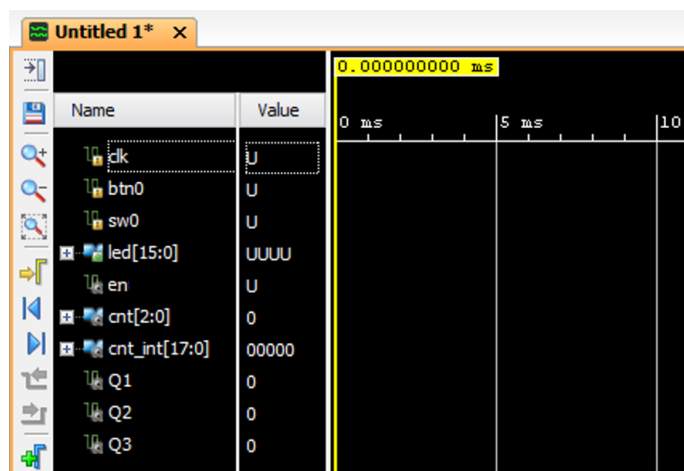 Untitled 1* X
0.000000000 ms
Name Value
0 ms 5 ms 10
clk U
btn0 U
sw0 U
led[15:0] UUUU
en U
cnt[2:0] 0
cnt_int[17:0] 00000
Q1 0
Q2 0
Q3 0